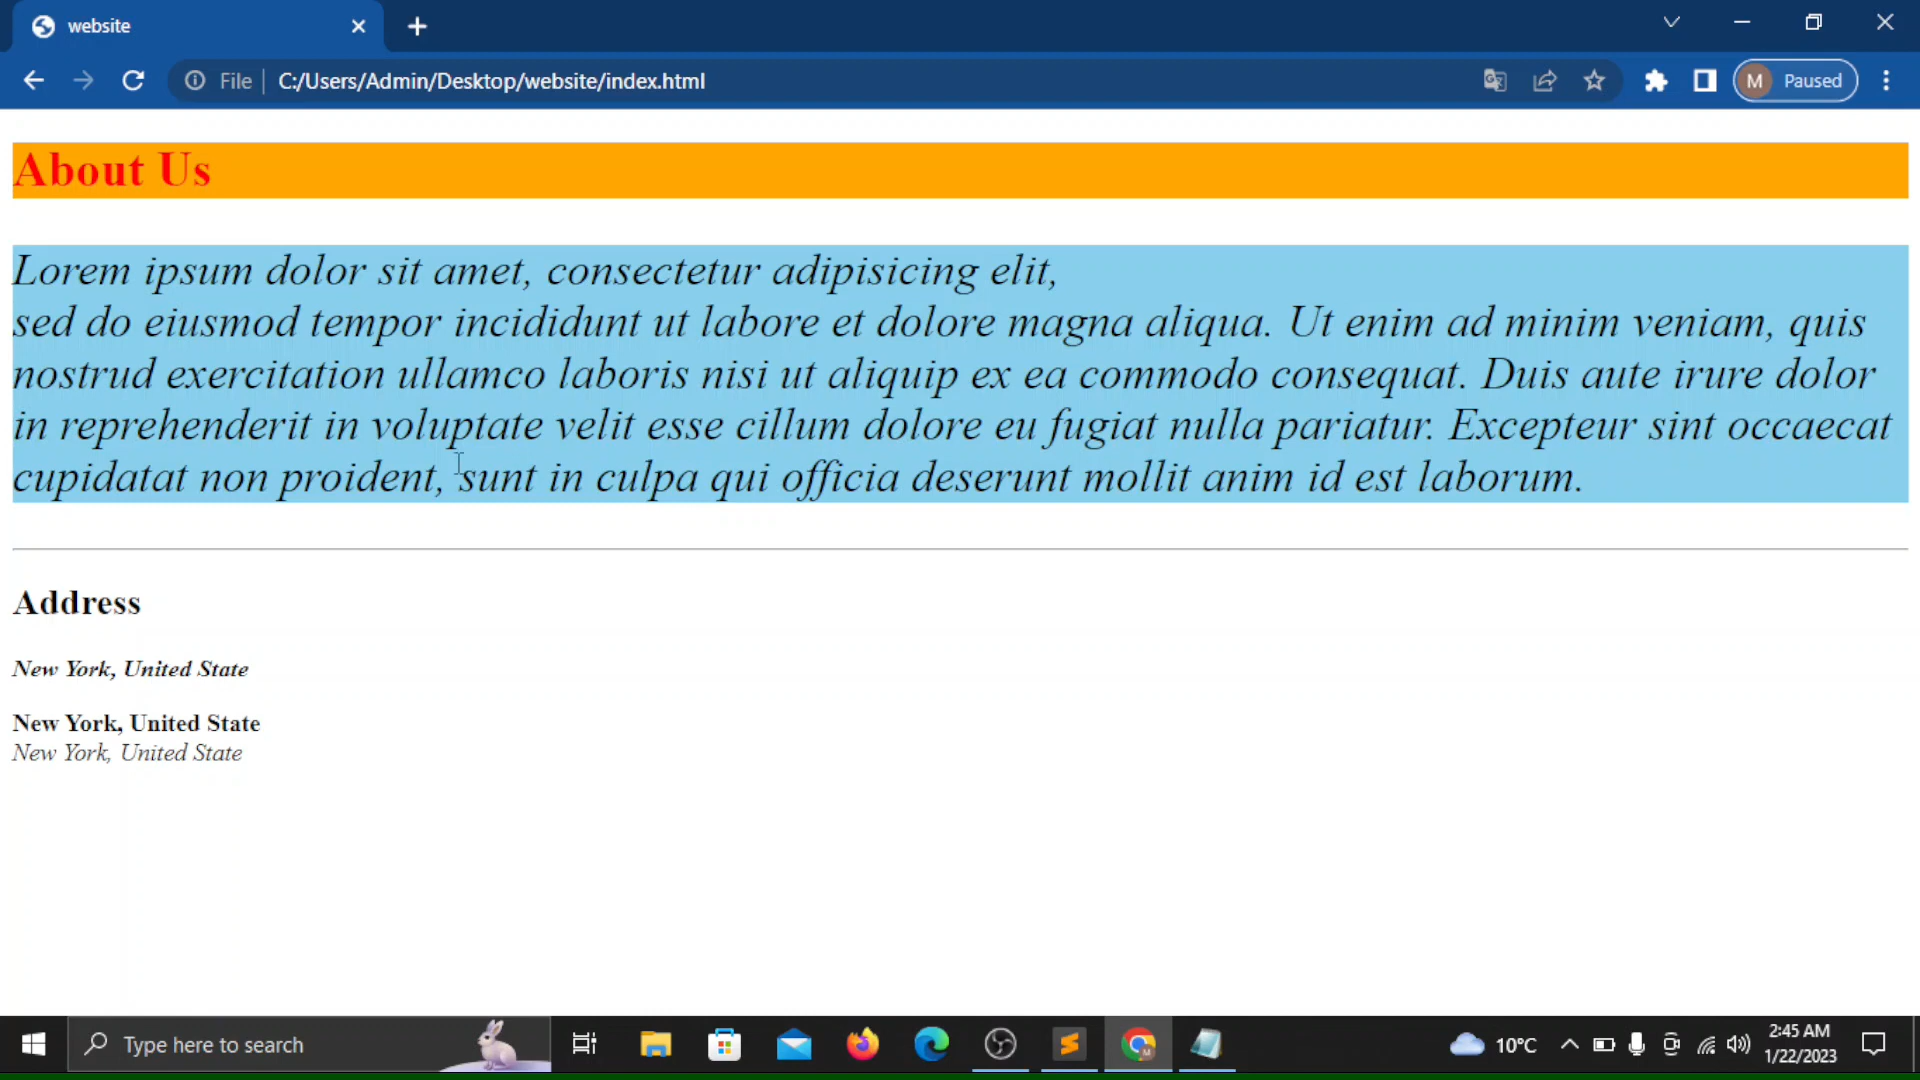 website
File
C:/Users/Admin/Desktop/website/index.html
M Paused
About Us
Lorem ipsum dolor sit amet, consectetur adipisicing elit,
sed do eiusmod tempor incididunt ut labore et dolore magna aliqua. Ut enim ad minim veniam, quis
nostrud exercitation ullamco laboris nisi ut aliquip ex ea commodo consequat. Duis aute irure dolor
in reprehenderit in voluptate velit esse cillum dolore eu fugiat nulla pariatur. Excepteur sint occaecat
cupidatat non proident, sunt in culpa qui officia deserunt mollit anim id est laborum.
Address
New York, United State
New York, United State
New York, United State
Type here to search
10°C
2:45 AM
1/22/2023